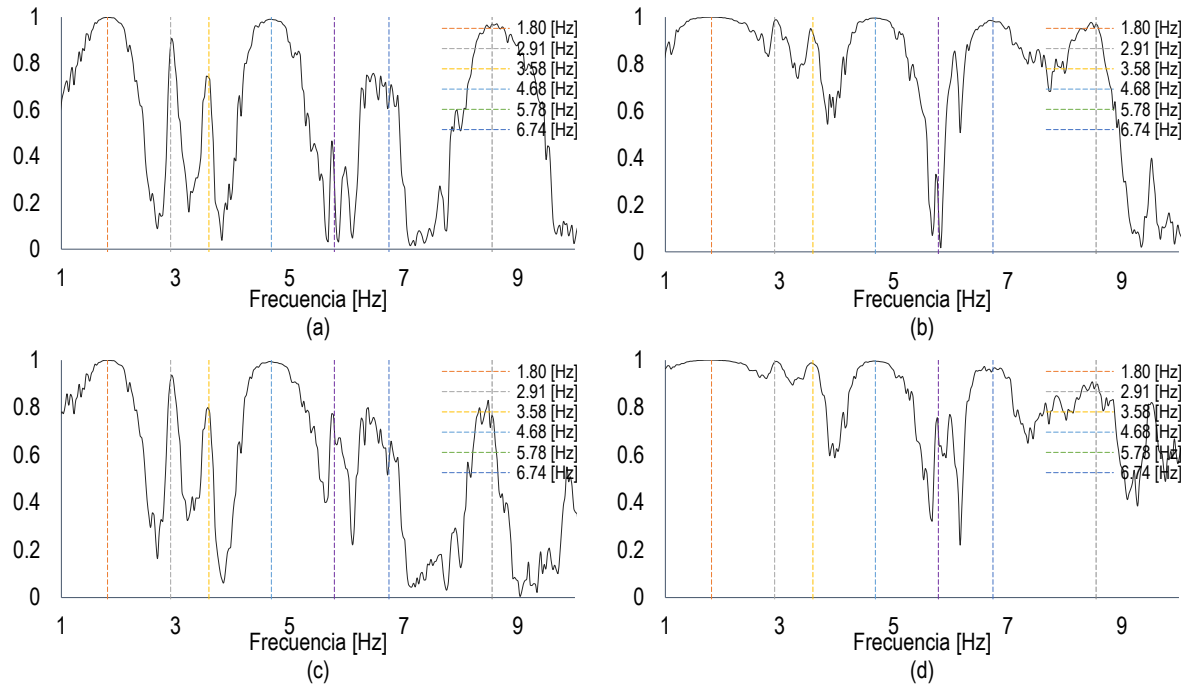 1
0.8
0.6
0.4
0.2
0
1.80 [Hz]
2.91 [Hz]
3.58 [Hz]
4.68 [Hz]
5.78 [Hz]
6.74 [Hz]
1 3 5 7 9
Frecuencia [Hz]
(a)
1
0.8
0.6
0.4
0.2
0
1.80 [Hz]
2.91 [Hz]
3.58 [Hz]
4.68 [Hz]
5.78 [Hz]
6.74 [Hz]
1 3 5 7 9
Frecuencia [Hz]
(b)
1
0.8
0.6
0.4
0.2
0
1.80 [Hz]
2.91 [Hz]
3.58 [Hz]
4.68 [Hz]
5.78 [Hz]
6.74 [Hz]
1 3 5 7 9
Frecuencia [Hz]
(c)
1
0.8
0.6
0.4
0.2
0
1.80 [Hz]
2.91 [Hz]
3.58 [Hz]
4.68 [Hz]
5.78 [Hz]
6.74 [Hz]
1 3 5 7 9
Frecuencia [Hz]
(d)